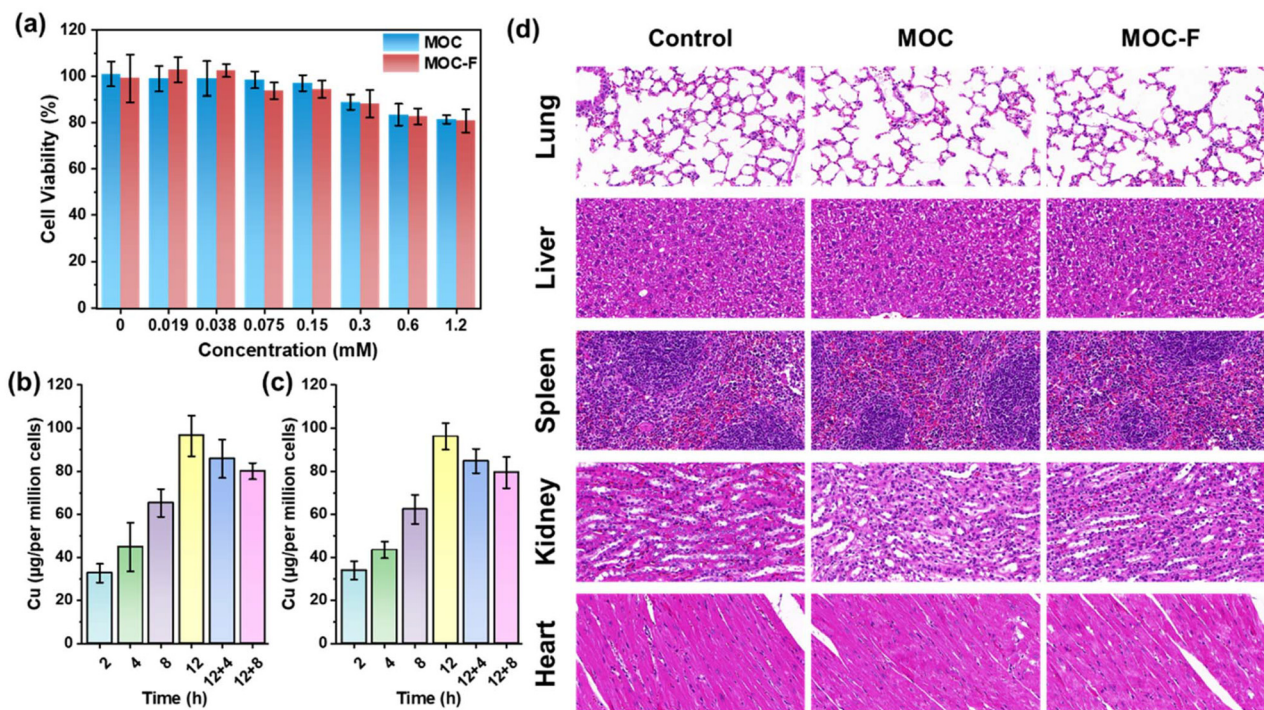 (a)
Cell Viability (%)
120
100
80
60
40
20
0
MOC
MOC-F
0 0.019 0.038 0.075 0.15 0.3 0.6 1.2
Concentration (mM)
(b)
Cu (μg/per million cells)
120
100
80
60
40
20
0
2 4 8 12 12+4 12+8
Time (h)
(c)
Cu (μg/per million cells)
120
100
80
60
40
20
0
2 4 8 12 12+4 12+8
Time (h)
(d)
Control MOC MOC-F
Lung
Liver
Spleen
Kidney
Heart